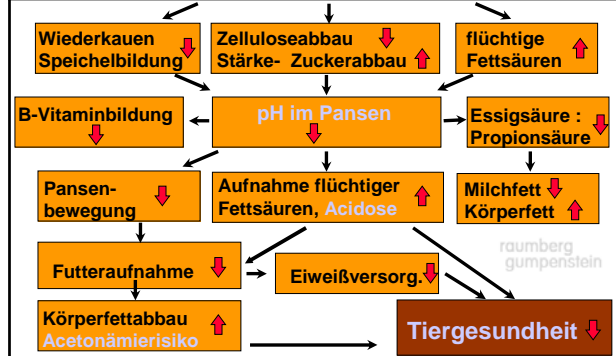 Wiederkauen
Speichelbildung
Zelluloseabbau
Stärke- Zuckerabbau
flüchtige
Fettsäuren
B-Vitaminbildung
pH im Pansen
Essigsäure :
Propionsäure
Pansen-
bewegung
Aufnahme flüchtiger
Fettsäuren, Acidose
Milchfett
Körperfett
raumberg
gumpenstein
Futteraufnahme
Eiweißversorg.
Körperfettabbau
Acetonämierisiko
Tiergesundheit